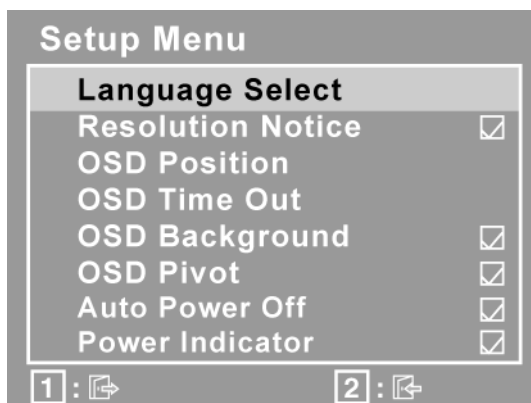 Setup Menu
Language Select
Resolution Notice
OSD Position
OSD Time Out
OSD Background
OSD Pivot
Auto Power Off
Power Indicator
1 : 2 :